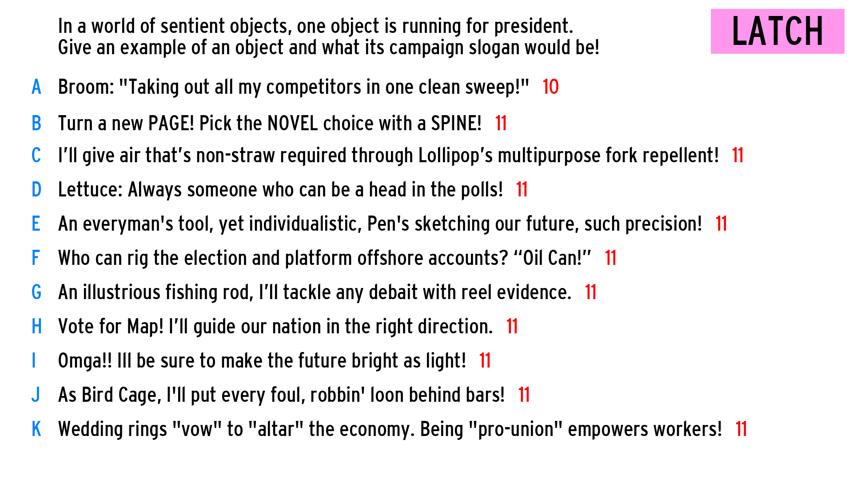 In a world of sentient objects, one object is running for president.
Give an example of an object and what its campaign slogan would be!
LATCH
A Broom: "Taking out all my competitors in one clean sweep!" 10
B Turn a new PAGE! Pick the NOVEL choice with a SPINE! 11
C I’ll give air that’s non-straw required through Lollipop’s multipurpose fork repellent! 11
D Lettuce: Always someone who can be a head in the polls! 11
E An everyman's tool, yet individualistic, Pen's sketching our future, such precision! 11
F Who can rig the election and platform offshore accounts? “Oil Can!” 11
G An illustrious fishing rod, I’ll tackle any debait with reel evidence. 11
H Vote for Map! I’ll guide our nation in the right direction. 11
I Omga!! Ill be sure to make the future bright as light! 11
J As Bird Cage, I'll put every foul, robbin' loon behind bars! 11
K Wedding rings "vow" to "altar" the economy. Being "pro-union" empowers workers! 11